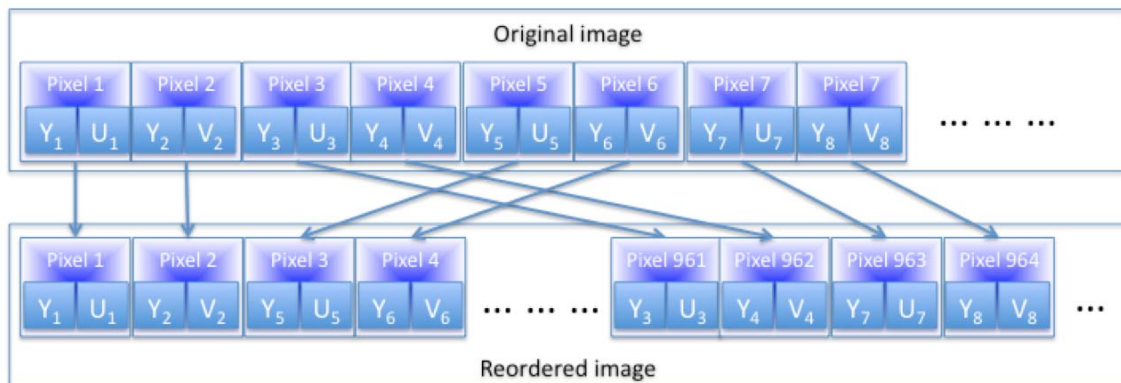 Original image
Pixel 1 Pixel 2 Pixel 3 Pixel 4 Pixel 5 Pixel 6 Pixel 7 Pixel 7
Y₁ U₁ Y₂ V₂ Y₃ U₃ Y₄ V₄ Y₅ U₅ Y₆ V₆ Y₇ U₇ Y₈ V₈ ... ... ...
Pixel 1 Pixel 2 Pixel 3 Pixel 4 Pixel 961 Pixel 962 Pixel 963 Pixel 964
Y₁ U₁ Y₂ V₂ Y₅ U₅ Y₆ V₆ ... ... ... Y₃ U₃ Y₄ V₄ Y₇ U₇ Y₈ V₈ ...
Reordered image